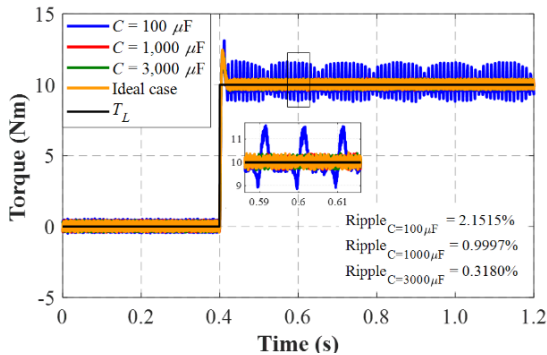 C = 100 μF
C = 1,000 μF
C = 3,000 μF
Ideal case
T_L
Torque (Nm)
15
10
5
0
-5
11
10
9
0.59
0.6
0.61
Ripple_C=100μF = 2.1515%
Ripple_C=1000μF = 0.9997%
Ripple_C=3000μF = 0.3180%
0
0.2
0.4
0.6
0.8
1.0
1.2
Time (s)